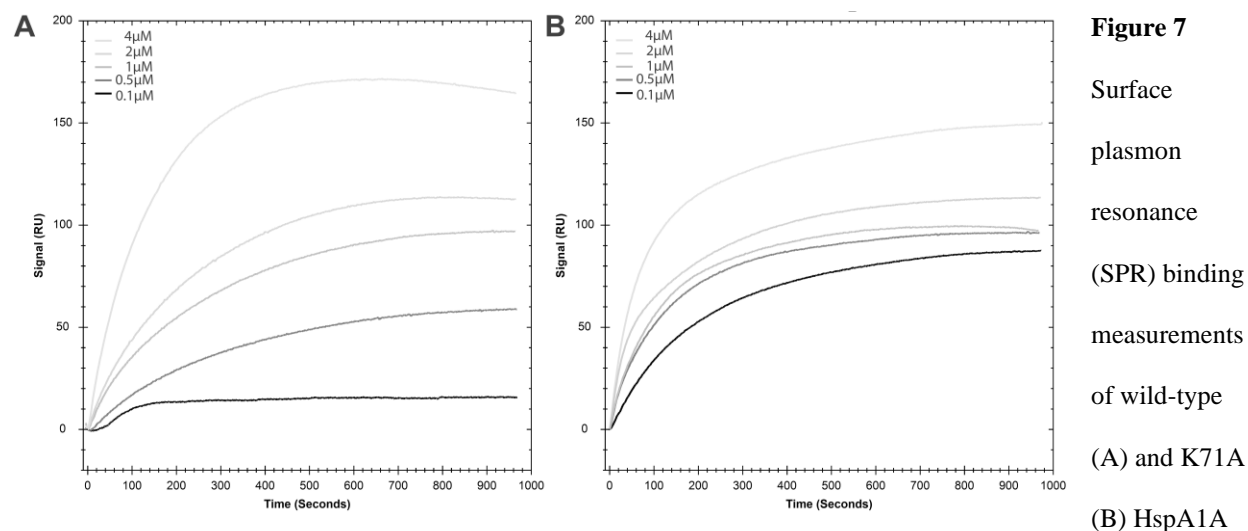 A
200
150
100
50
0
Signal (RU)
4µM
2µM
1µM
0.5µM
0.1µM
0 100 200 300 400 500 600 700 800 900 1000
Time (Seconds)
B
200
150
100
50
0
Signal (RU)
4µM
2µM
1µM
0.5µM
0.1µM
0 100 200 300 400 500 600 700 800 900 1000
Time (Seconds)
Figure 7
Surface
plasmon
resonance
(SPR) binding
measurements
of wild-type
(A) and K71A
(B) HspA1A